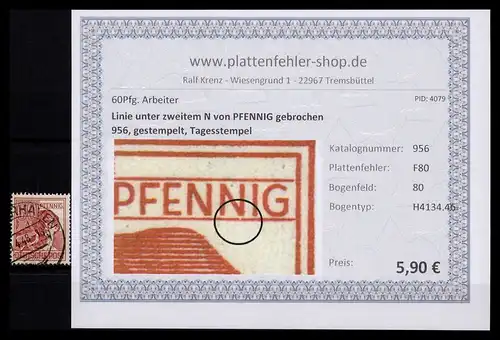 www.plattenfehler-shop.de
Ralf Krenz - Wiesengrund 1 - 22967 Tremsbüttel
60Pfg. Arbeiter
PID: 4079
Linie unter zweitem N von PFENNIG gebrochen
956, gestempelt, Tagesstempel
Katalognummer: 956
Plattenfehler: F80
Bogenfeld: 80
Bogentyp: H4134.46
Preis: 5,90 €
PFENNIG
PFENNIG